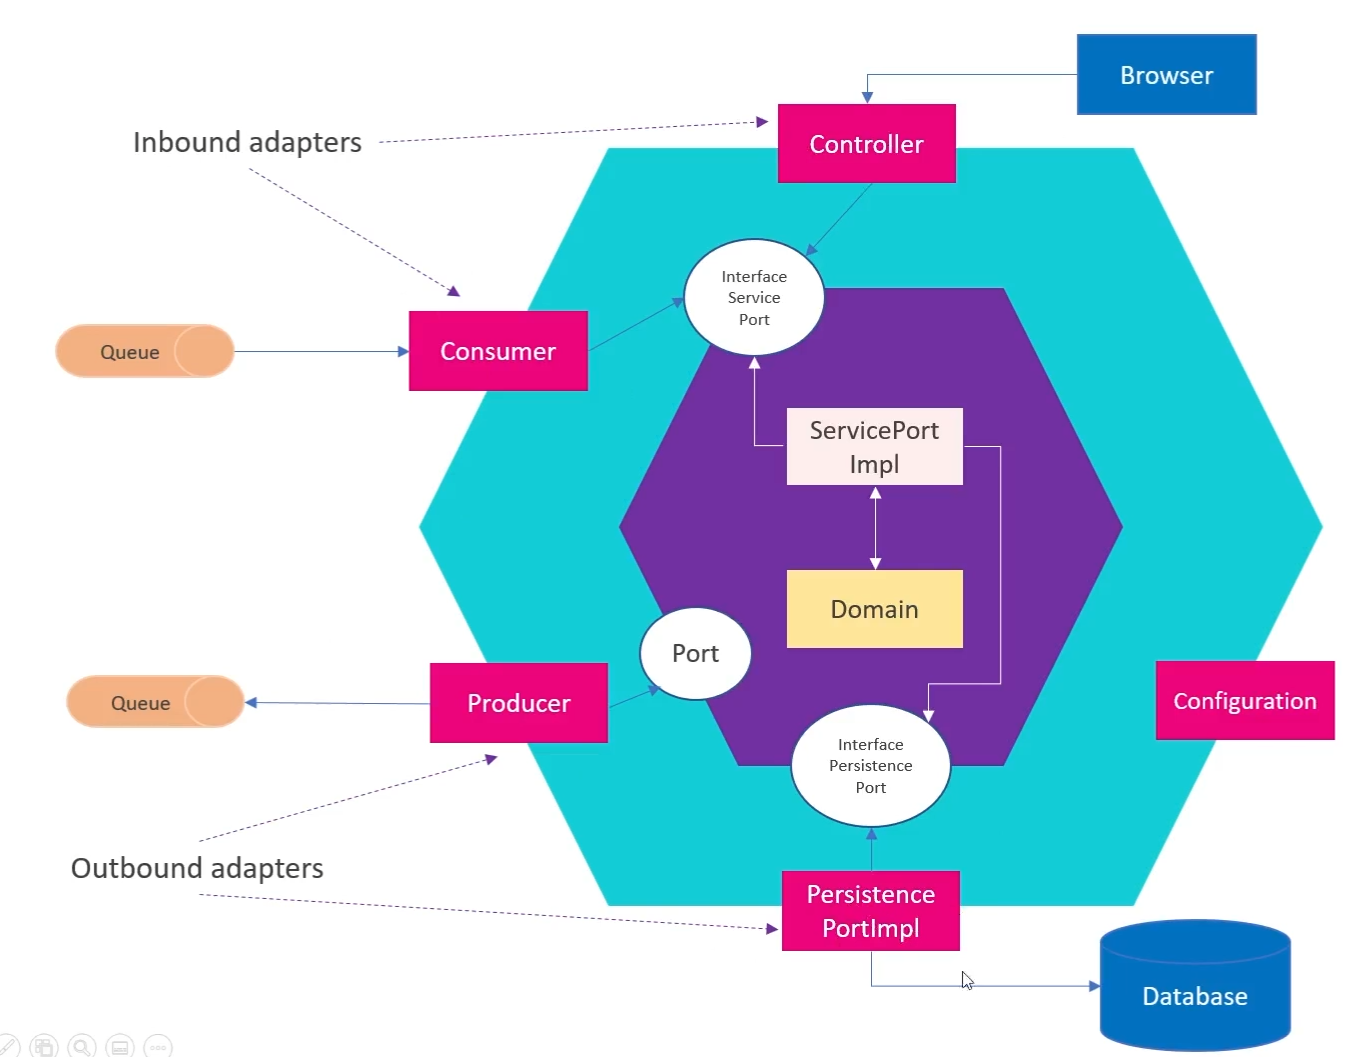 Browser
Inbound adapters
Controller
Interface
Service
Port
Queue
Consumer
ServicePort
Impl
Domain
Port
Queue
Producer
Configuration
Interface
Persistence
Port
Outbound adapters
Persistence
PortImpl
Database